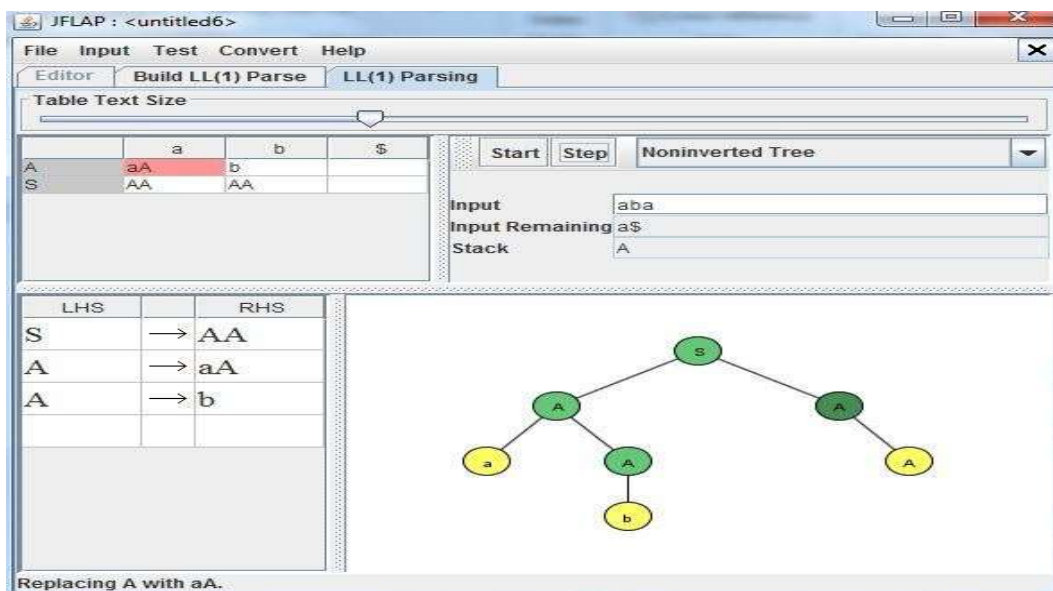 JFLAP : <untitled6>
File Input Test Convert Help
Editor Build LL(1) Parse LL(1) Parsing
Table Text Size
a b $
A aA b
S AA AA
Start Step Noninverted Tree
Input aba
Input Remaining a$
Stack A
LHS RHS
S → AA
A → aA
A → b
S
A A
a A A
b
Replacing A with aA.